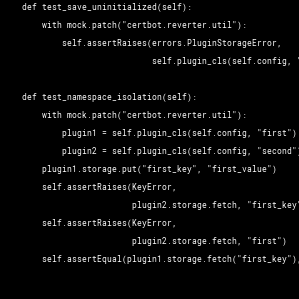 def test_save_uninitialized(self):
with mock.patch("certbot.reverter.util"):
self.assertRaises(errors.PluginStorageError,
self.plugin_cls(self.config, "
def test_namespace_isolation(self):
with mock.patch("certbot.reverter.util"):
plugin1 = self.plugin_cls(self.config, "first")
plugin2 = self.plugin_cls(self.config, "second"
plugin1.storage.put("first_key", "first_value")
self.assertRaises(KeyError,
plugin2.storage.fetch, "first_key"
self.assertRaises(KeyError,
plugin2.storage.fetch, "first")
self.assertEqual(plugin1.storage.fetch("first_key"),